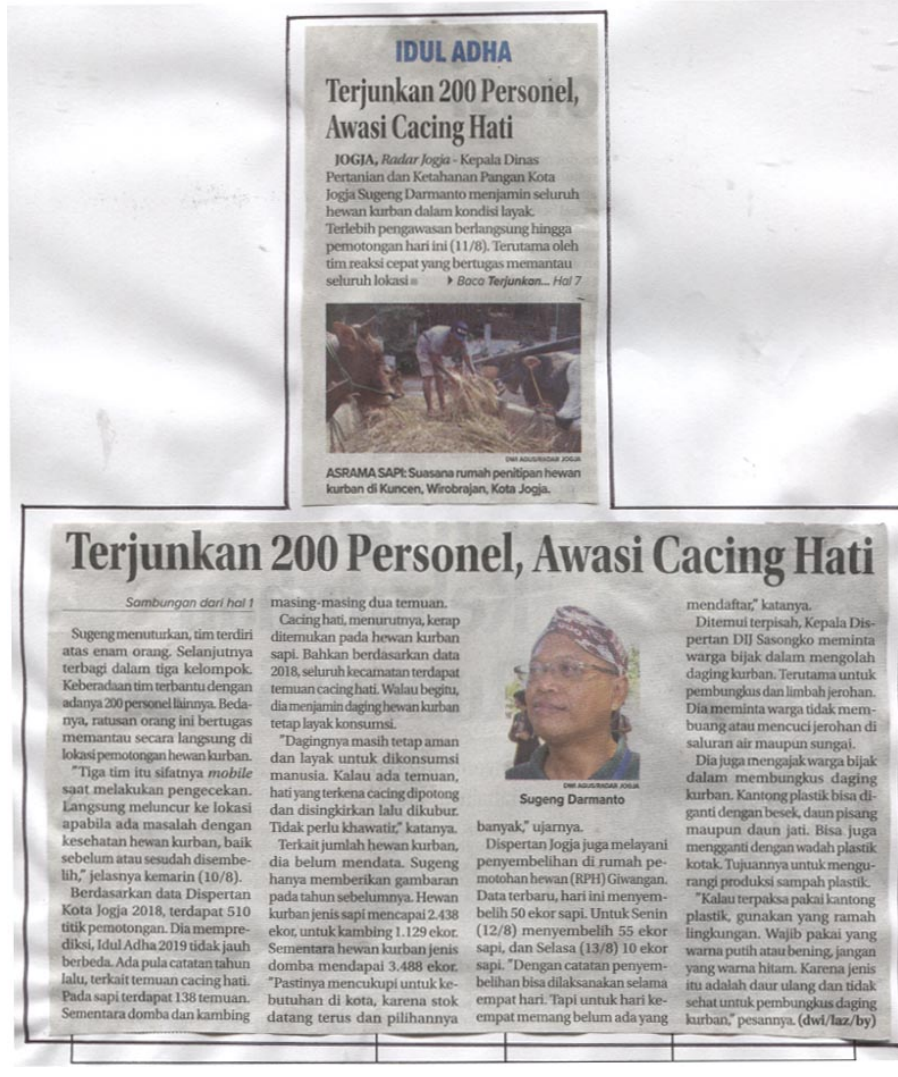 IDUL ADHA
Terjunkan 200 Personel,
Awasi Cacing Hati
JOGJA, Radar Jogja - Kepala Dinas
Pertanian dan Ketahanan Pangan Kota
Jogja Sugeng Darmanto menjamin seluruh
hewan kurban dalam kondisi layak.
Terlebih pengawasan berlangsung hingga
pemotongan hari ini (11/8). Terutama oleh
tim reaksi cepat yang bertugas memantau
seluruh lokasi
Baca Terjunkan... Hal 7
DWI AGUS/RADAR JOGJA
ASRAMA SAPI: Suasana rumah penitipan hewan
kurban di Kuncen, Wirobrajan, Kota Jogja.
Terjunkan 200 Personel, Awasi Cacing Hati
Sambungan dari hal 1
Sugeng menuturkan, tim terdiri
atas enam orang. Selanjutnya
terbagi dalam tiga kelompok.
Keberadaan tim terbantu dengan
adanya 200 personel lainnya. Beda-
nya, ratusan orang ini bertugas
memantau secara langsung di
lokasi pemotongan hewan kurban.
"Tiga tim itu sifatnya mobile
saat melakukan pengecekan.
Langsung meluncur ke lokasi
apabila ada masalah dengan
kesehatan hewan kurban, baik
sebelum atau sesudah disembe-
lih," jelasnya kemarin (10/8).
Berdasarkan data Dispertan
Kota Jogja 2018, terdapat 510
titik pemotongan. Dia mempre-
diksi, Idul Adha 2019 tidak jauh
berbeda. Ada pula catatan tahun
lalu, terkait temuan cacing hati.
Pada sapi terdapat 138 temuan.
Sementara domba dan kambing
masing-masing dua temuan.
Cacing hati, menurutnya, kerap
ditemukan pada hewan kurban
sapi. Bahkan berdasarkan data
2018, seluruh kecamatan terdapat
temuan cacing hati. Walau begitu,
dia menjamin daging hewan kurban
tetap layak konsumsi.
"Dagingnya masih tetap aman
dan layak untuk dikonsumsi
manusia. Kalau ada temuan,
hati yang terkena cacing dipotong
dan disingkirkan lalu dikubur.
Tidak perlu khawatir," katanya.
Terkait jumlah hewan kurban,
dia belum mendata. Sugeng
hanya memberikan gambaran
pada tahun sebelumnya. Hewan
kurban jenis sapi mencapai 2.438
ekor, untuk kambing 1.129 ekor.
Sementara hewan kurban jenis
domba mendapai 3.488 ekor.
"Pastinya mencukupi untuk ke-
butuhan di kota, karena stok
datang terus dan pilihannya
DWI AGUS/RADAR JOGJA
Sugeng Darmanto
banyak," ujarnya.
Dispertan Jogja juga melayani
penyembelihan di rumah pe-
motohan hewan (RPH) Giwangan.
Data terbaru, hari ini menyem-
belih 50 ekor sapi. Untuk Senin
(12/8) menyembelih 55 ekor
sapi, dan Selasa (13/8) 10 ekor
sapi. "Dengan catatan penyem-
belihan bisa dilaksanakan selama
empat hari. Tapi untuk hari ke-
empat memang belum ada yang
mendaftar," katanya.
Ditemui terpisah, Kepala Dis-
pertan DIJ Sasongko meminta
warga bijak dalam mengolah
daging kurban. Terutama untuk
pembungkus dan limbah jerohan.
Dia meminta warga tidak mem-
buang atau mencuci jerohan di
saluran air maupun sungai.
Dia juga mengajak warga bijak
dalam membungkus daging
kurban. Kantong plastik bisa di-
ganti dengan besek, daun pisang
maupun daun jati. Bisa juga
mengganti dengan wadah plastik
kotak. Tujuannya untuk mengu-
rangi produksi sampah plastik.
"Kalau terpaksa pakai kantong
plastik, gunakan yang ramah
lingkungan. Wajib pakai yang
warna putih atau bening, jangan
yang warna hitam. Karena jenis
itu adalah daur ulang dan tidak
sehat untuk pembungkus daging
kurban," pesannya. (dwi/laz/by)